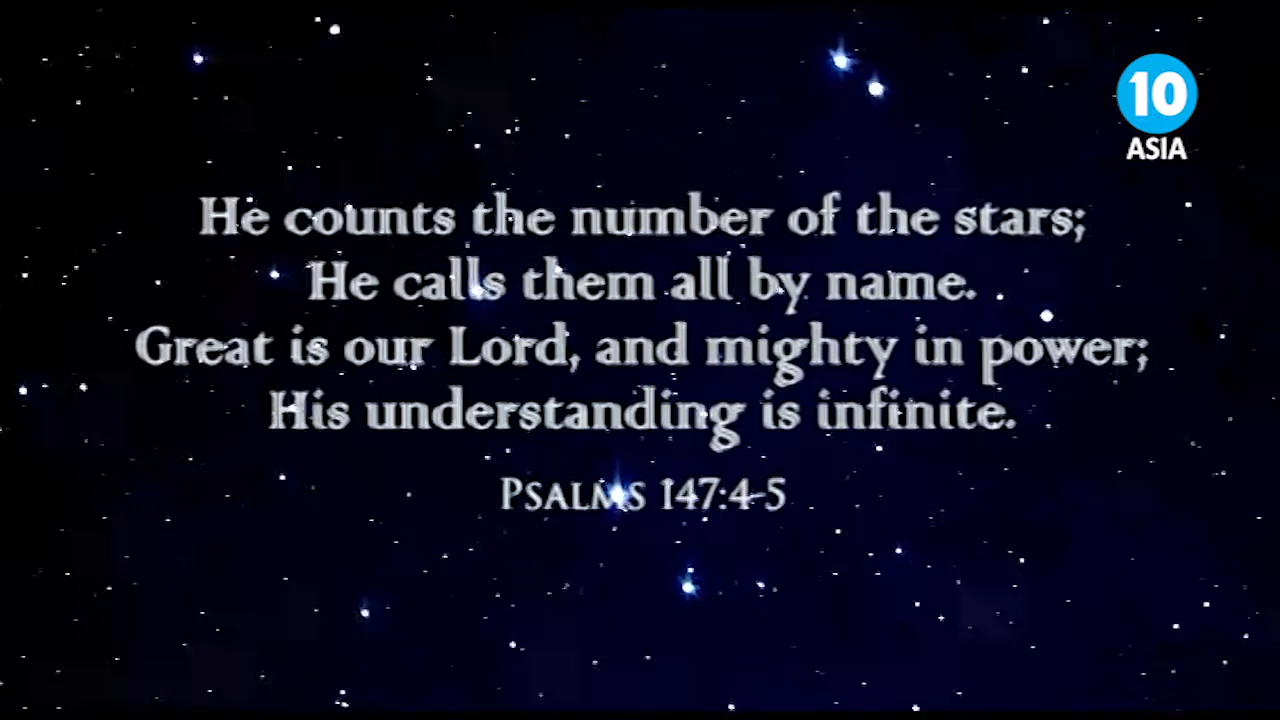 10
ASIA
He counts the number of the stars;
He calls them all by name.
Great is our Lord, and mighty in power;
His understanding is infinite.
Psalms 147:4-5